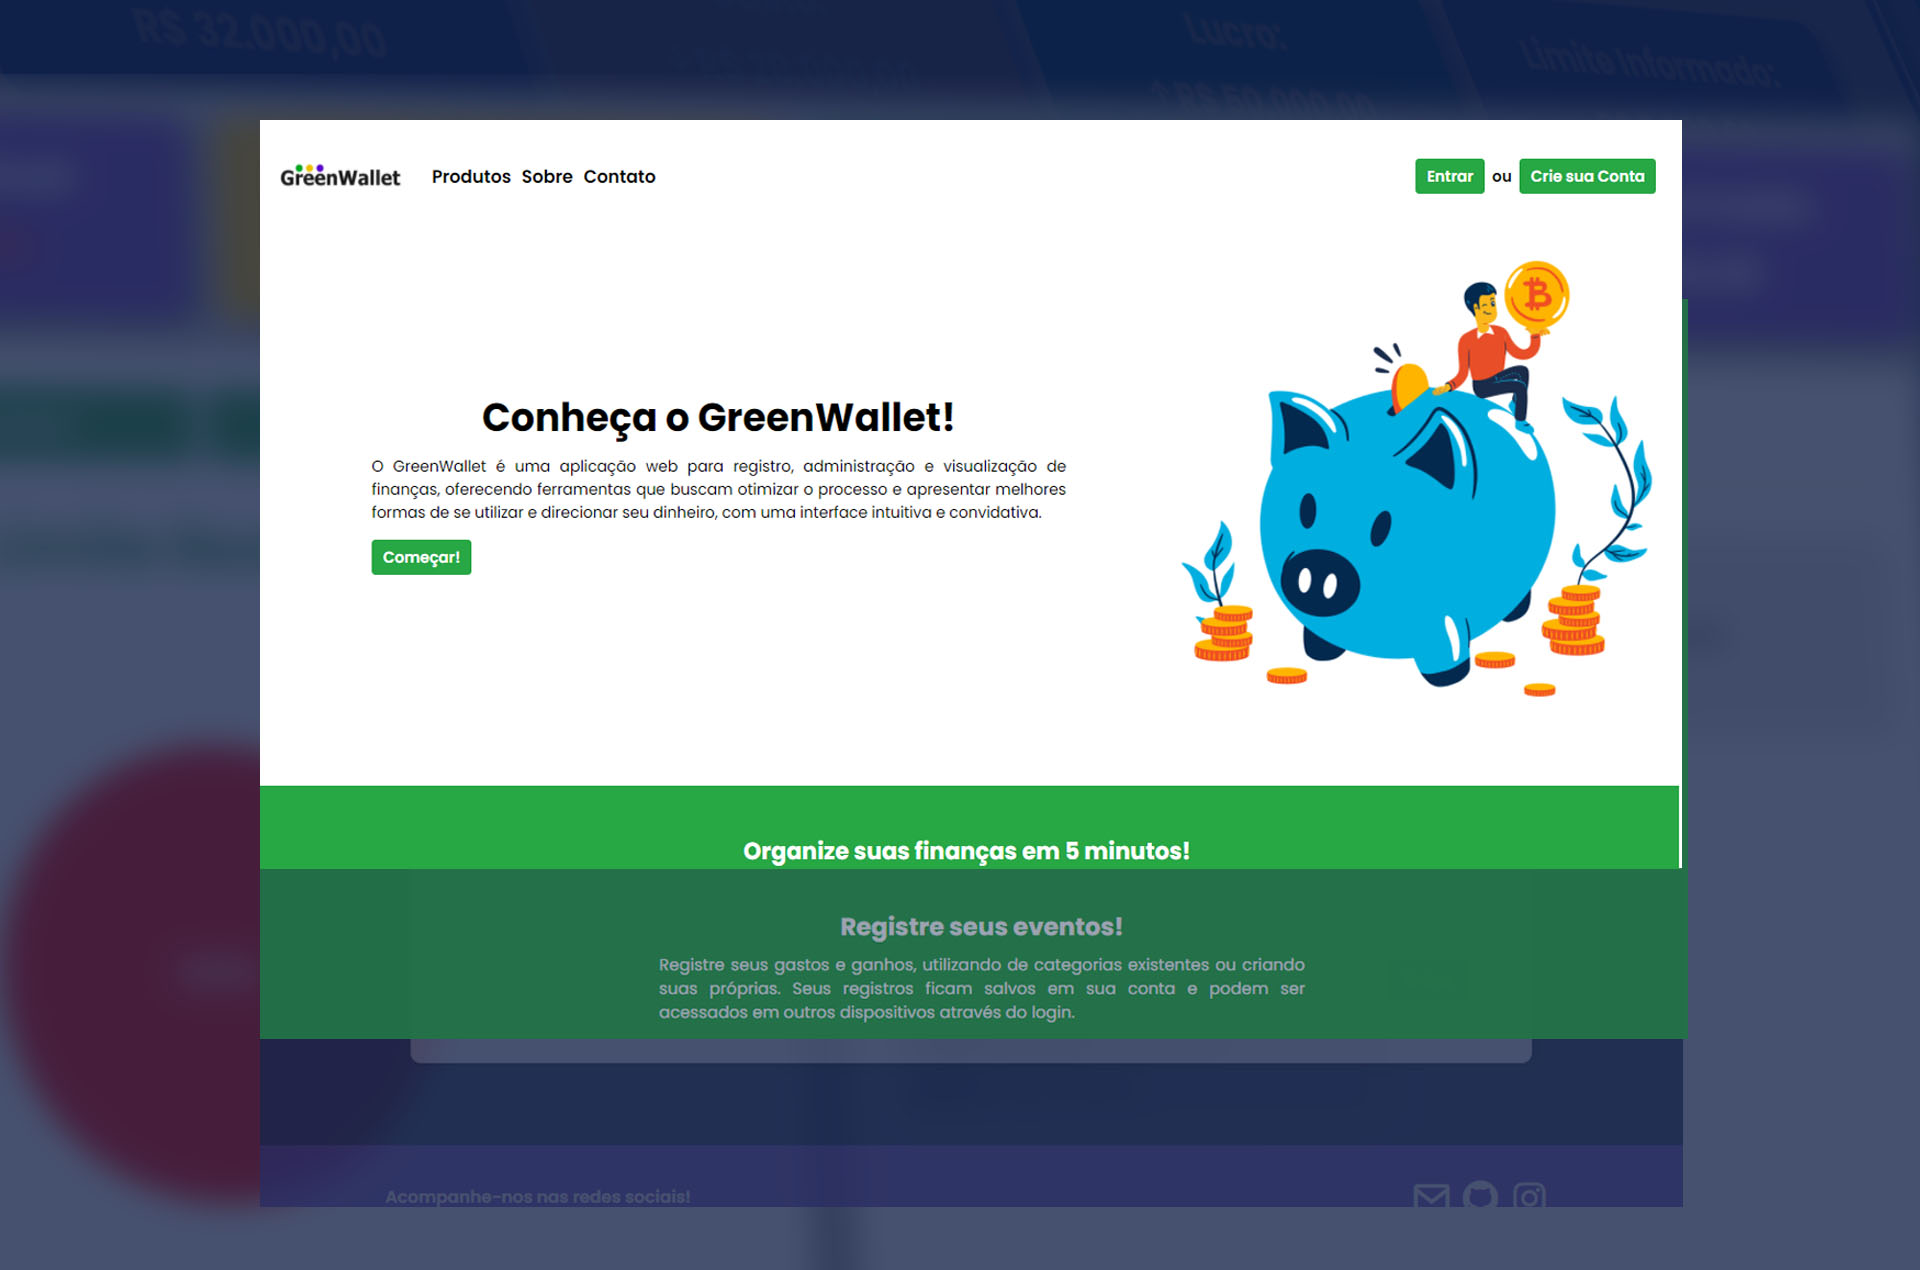 R$ 32.000,00
Lucro:
Limite Informado:
GreenWallet
Produtos Sobre Contato
Entrar ou Crie sua Conta
Conheça o GreenWallet!
O GreenWallet é uma aplicação web para registro, administração e visualização de
finanças, oferecendo ferramentas que buscam otimizar o processo e apresentar melhores
formas de se utilizar e direcionar seu dinheiro, com uma interface intuitiva e convidativa.
Começar!
Organize suas finanças em 5 minutos!
Registre seus eventos!
Registre seus gastos e ganhos, utilizando de categorias existentes ou criando
suas próprias. Seus registros ficam salvos em sua conta e podem ser
acessados em outros dispositivos através do login.
Acompanhe-nos nas redes sociais!